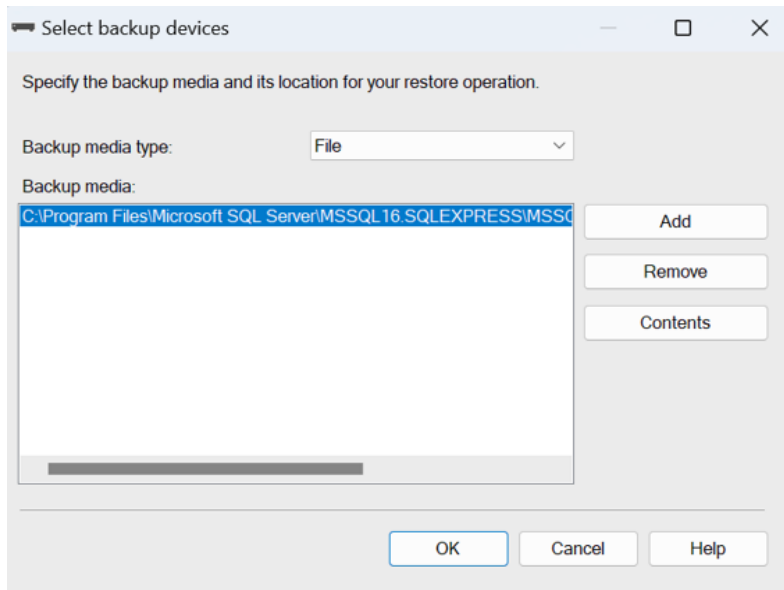 Select backup devices
Specify the backup media and its location for your restore operation.
Backup media type:
File
Backup media:
C:\Program Files\Microsoft SQL Server\MSSQL16.SQLEXPRESS\MSSQ
Add
Remove
Contents
OK
Cancel
Help